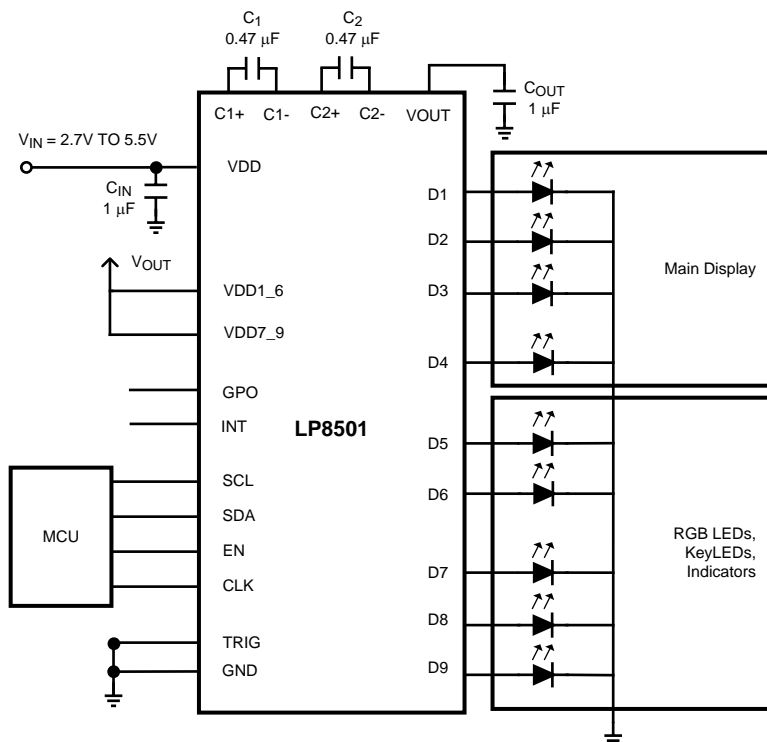 C1
0.47 μF
C2
0.47 μF
COUT
1 μF
C1+ C1- C2+ C2- VOUT
VIN = 2.7V TO 5.5V
VDD
CIN
1 μF
VOUT
VDD1_6
VDD7_9
GPO
INT
LP8501
MCU
SCL
SDA
EN
CLK
TRIG
GND
D1
D2
D3
D4
D5
D6
D7
D8
D9
Main Display
RGB LEDs,
KeyLEDs,
Indicators